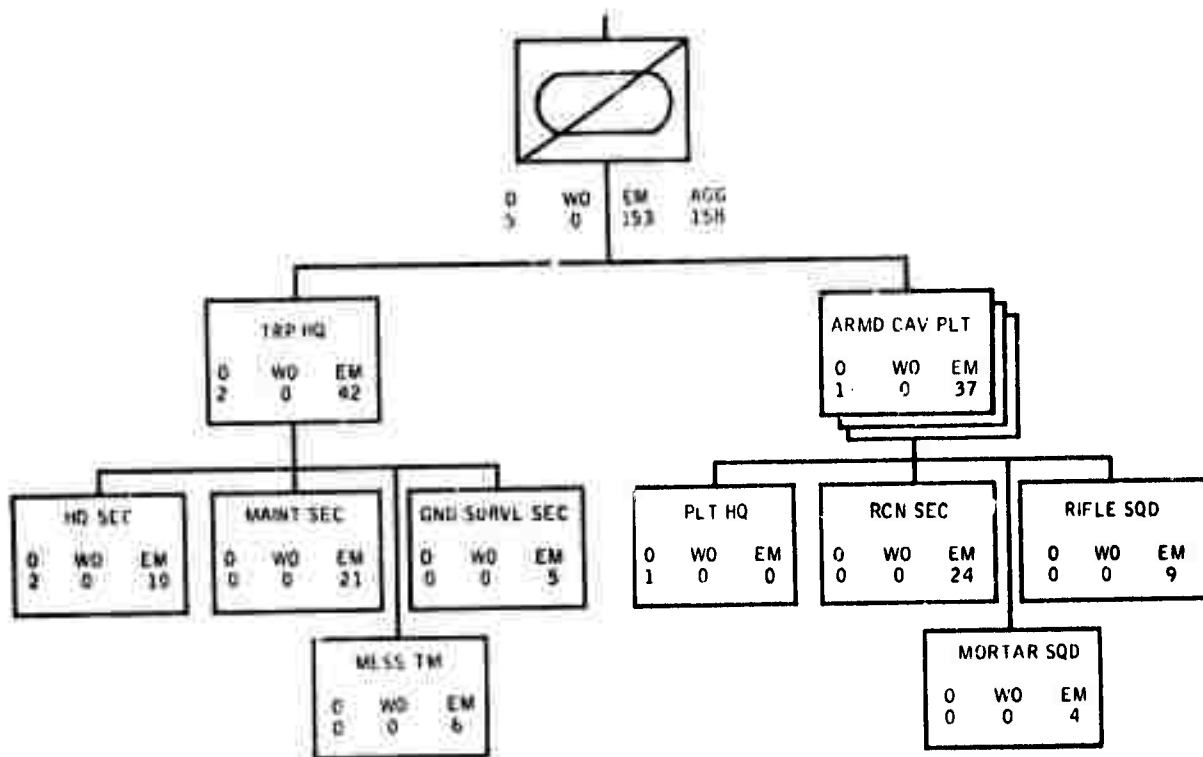 O WO EM AGG
5 0 153 158
TRP HQ
O WO EM
2 0 42
ARMD CAV PLT
O WO EM
1 0 37
HQ SEC
O WO EM
2 0 10
MAINT SEC
O WO EM
0 0 21
GND SURVL SEC
O WO EM
0 0 5
MESS TM
O WO EM
0 0 6
PLT HQ
O WO EM
1 0 0
RCN SEC
O WO EM
0 0 24
RIFLE SQD
O WO EM
0 0 9
MORTAR SQD
O WO EM
0 0 4